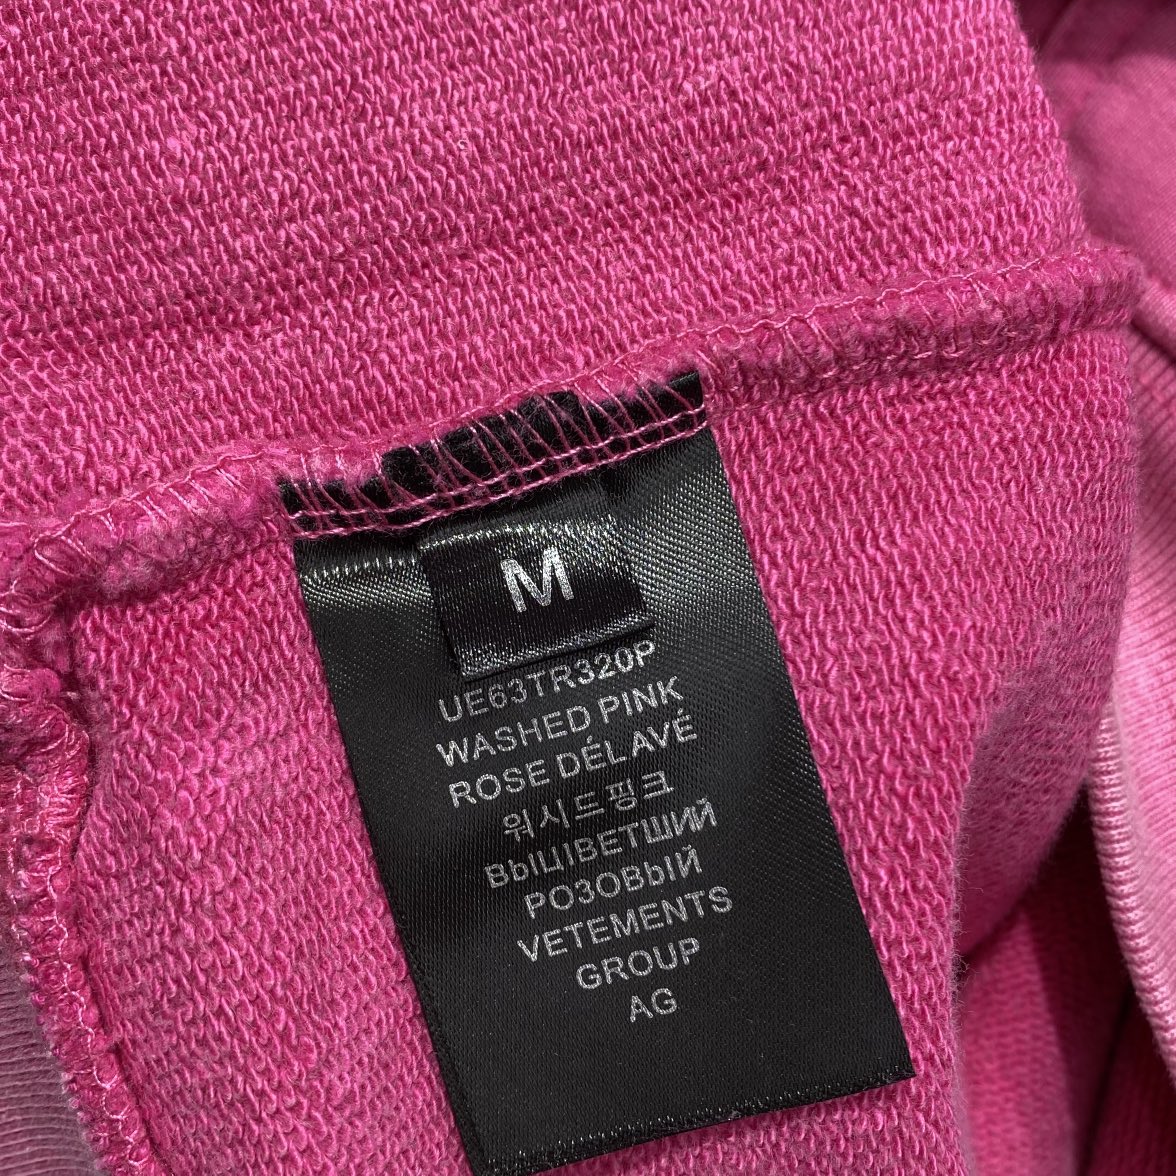 M
UE63TR320P
WASHED PINK
ROSE DÉLAVÉ
워시드핑크
ВЫЦВЕТШИЙ
РОЗОВЫЙ
VETEMENTS
GROUP
AG